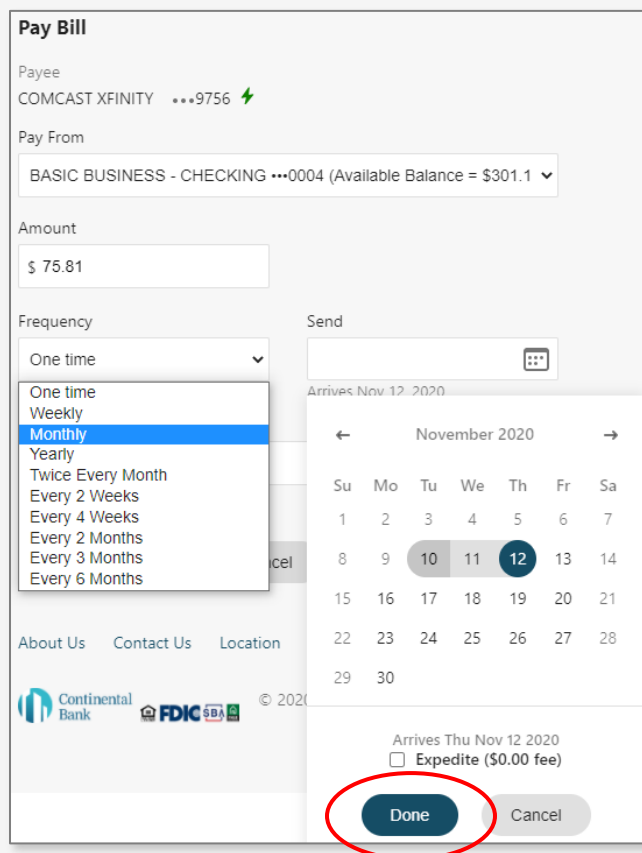 Pay Bill
Payee
COMCAST XFINITY •••9756
Pay From
BASIC BUSINESS - CHECKING •••0004 (Available Balance = $301.1
Amount
$ 75.81
Frequency
One time
One time
Weekly
Monthly
Yearly
Twice Every Month
Every 2 Weeks
Every 4 Weeks
Every 2 Months
Every 3 Months
Every 6 Months
Send
Arrives Nov 12, 2020
November 2020
Su Mo Tu We Th Fr Sa
1 2 3 4 5 6 7
8 9 10 11 12 13 14
15 16 17 18 19 20 21
22 23 24 25 26 27 28
29 30
Arrives Thu Nov 12 2020
Expedite ($0.00 fee)
Done Cancel
cel
About Us Contact Us Location
Continental
Bank
FDIC SBA
© 202